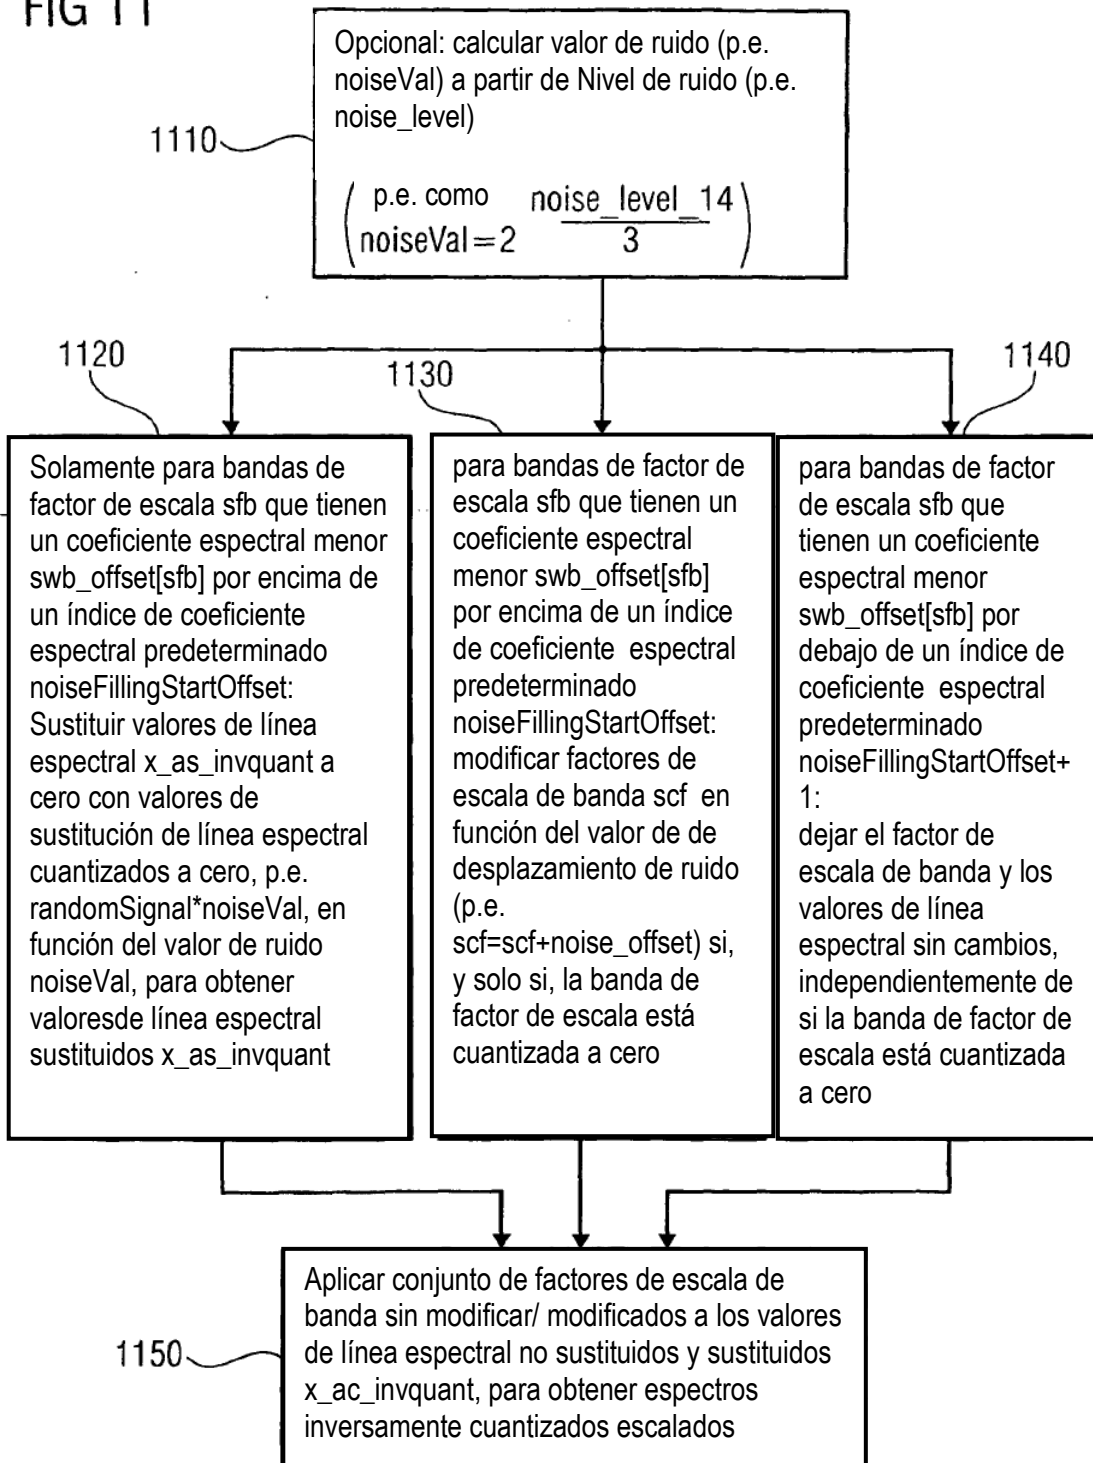 FIG 11
Opcional: calcular valor de ruido (p.e.
noiseVal) a partir de Nivel de ruido (p.e.
noise_level)
1110
p.e. como noise_level_14
noiseVal=2 3
1120
1130
1140
Solamente para bandas de
factor de escala sfb que tienen
un coeficiente espectral menor
swb_offset[sfb] por encima de
un índice de coeficiente
espectral predeterminado
noiseFillingStartOffset:
Sustituir valores de línea
espectral x_as_invquant a
cero con valores de
sustitución de línea espectral
cuantizados a cero, p.e.
randomSignal*noiseVal, en
función del valor de ruido
noiseVal, para obtener
valoresde línea espectral
sustituidos x_as_invquant
para bandas de factor de
escala sfb que tienen un
coeficiente espectral
menor swb_offset[sfb]
por encima de un índice
de coeficiente espectral
predeterminado
noiseFillingStartOffset:
modificar factores de
escala de banda scf en
función del valor de de
desplazamiento de ruido
(p.e.
scf=scf+noise_offset) si,
y solo si, la banda de
factor de escala está
cuantizada a cero
para bandas de factor
de escala sfb que
tienen un coeficiente
espectral menor
swb_offset[sfb] por
debajo de un índice de
coeficiente espectral
predeterminado
noiseFillingStartOffset+
1:
dejar el factor de
escala de banda y los
valores de línea
espectral sin cambios,
independientemente de
si la banda de factor de
escala está cuantizada
a cero
1150
Aplicar conjunto de factores de escala de
banda sin modificar/ modificados a los valores
de línea espectral no sustituidos y sustituidos
x_ac_invquant, para obtener espectros
inversamente cuantizados escalados